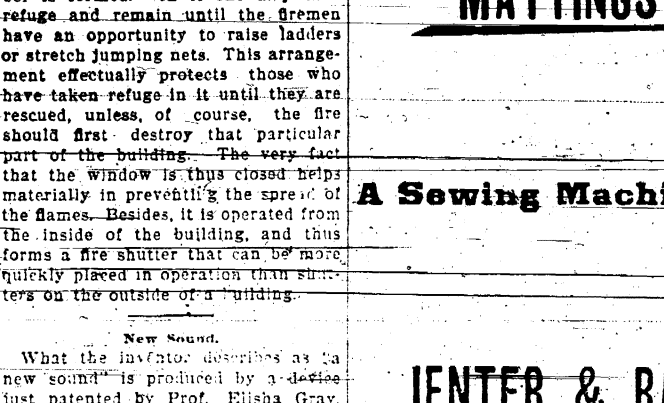 refuge and remain until the firemen
have an opportunity to raise ladders
or stretch jumping nets. This arrange-
ment effectually protects those who
have taken refuge in it until they are
rescued, unless, of course, the fire
should first destroy that particular
part of the building. The very fact
that the window is thus closed helps
materially in preventing the spread of
the flames. Besides, it is operated from
the inside of the building, and thus
forms a fire shutter that can be more
quickly placed in operation than shut-
ters on the outside of a building.
New Sound.
What the inventor describes as "a
new sound" is produced by a device
just patented by Prof. Elisha Gray,
MATTINGS
A Sewing Machi
IENTER & RA